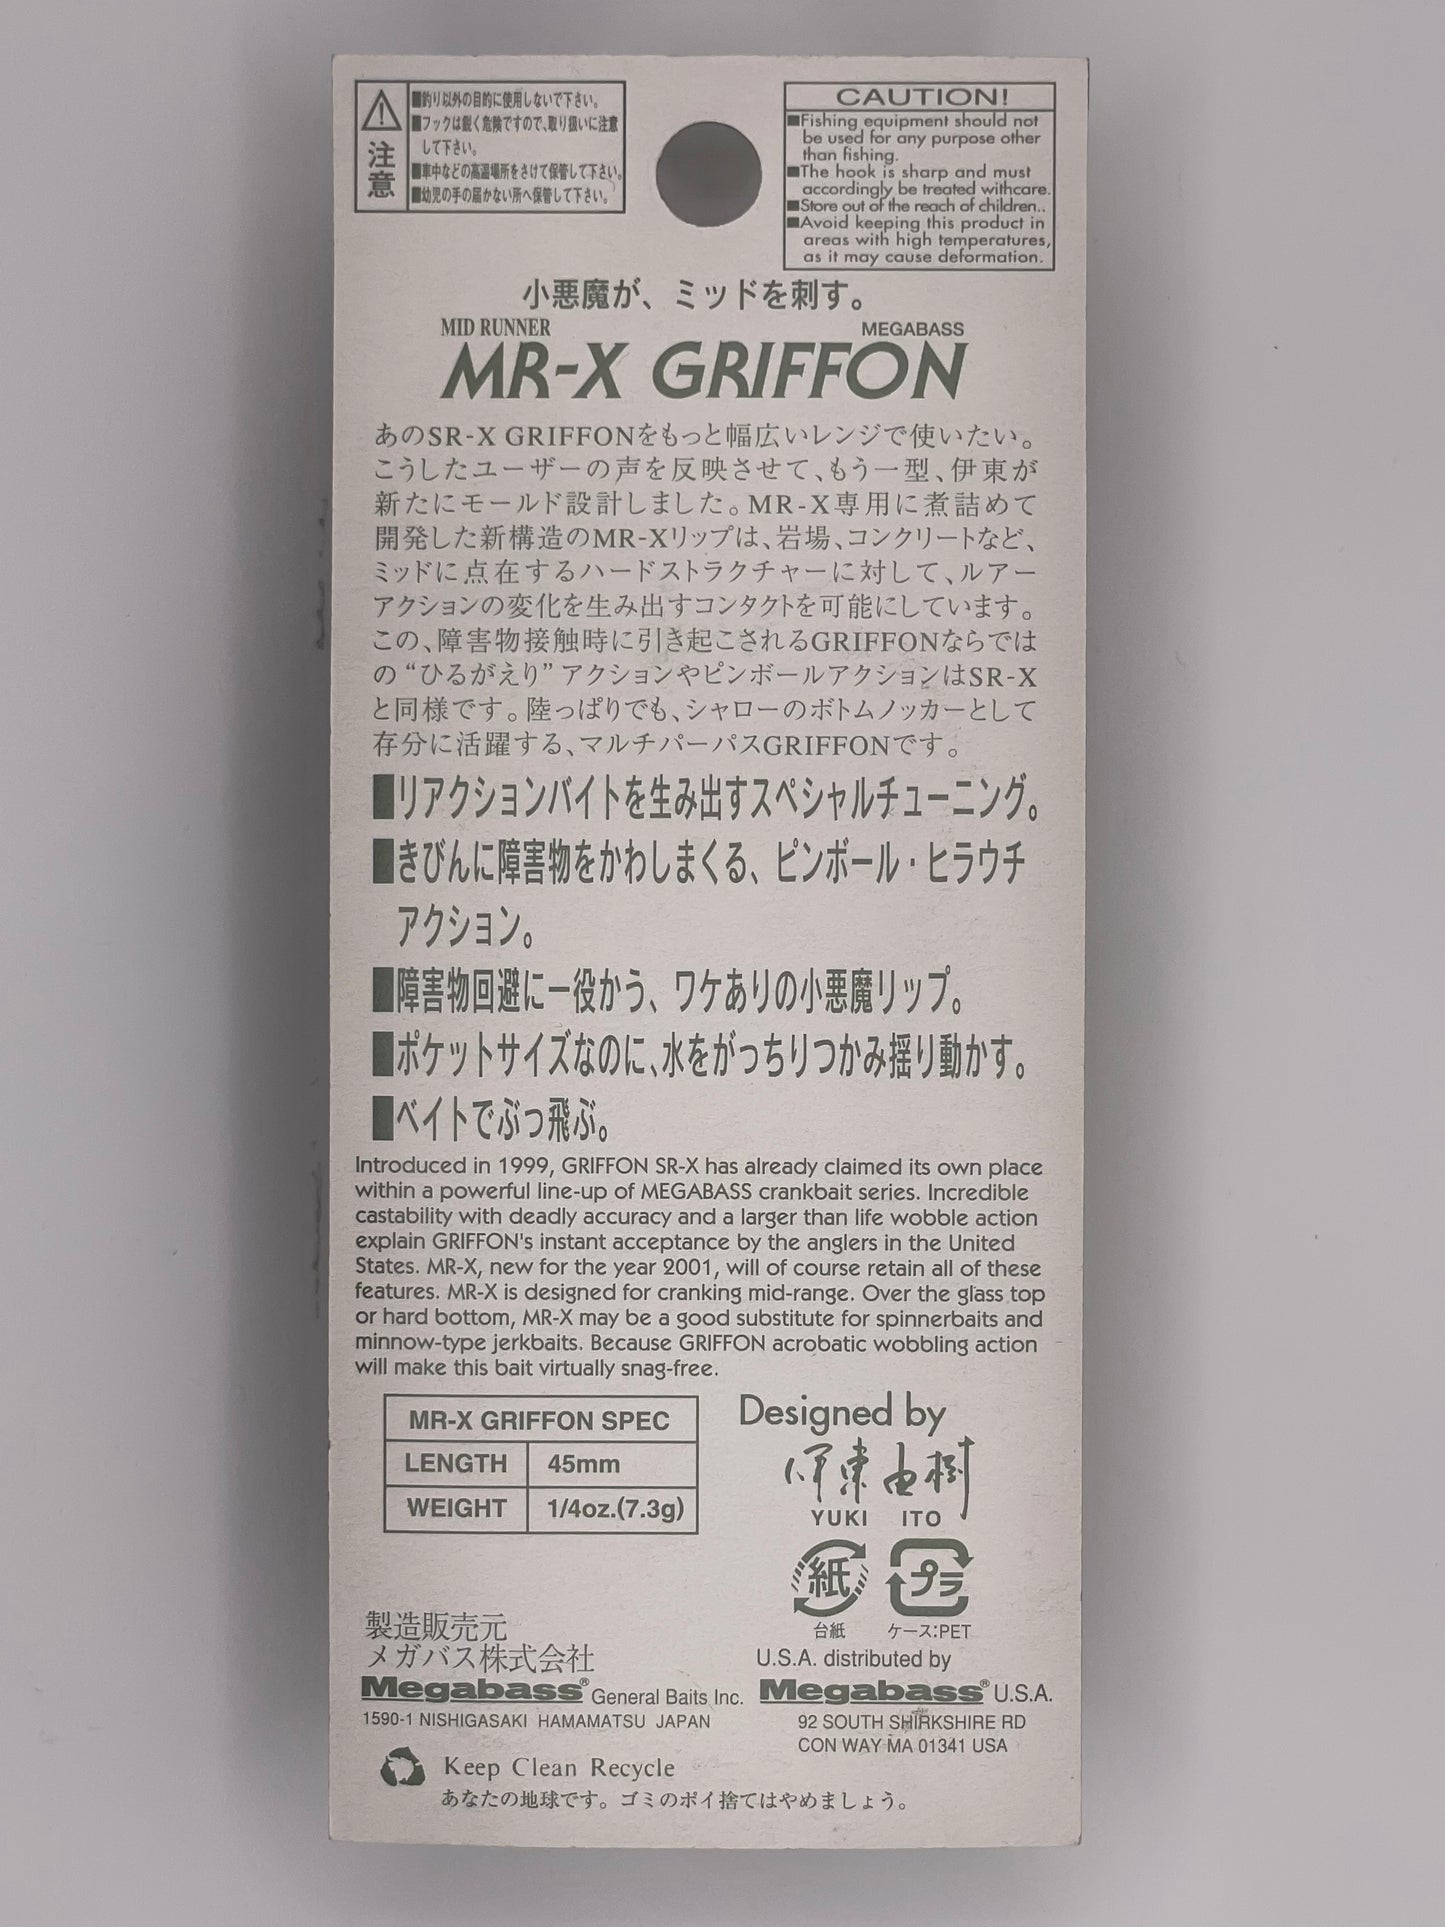 注意
■釣り以外の目的に使用しないで下さい。
■フックは鋭く危険ですので、取り扱いに注意
して下さい。
■車中などの高温場所をさけて保管して下さい。
■幼児の手の届かない所へ保管して下さい。
CAUTION!
■Fishing equipment should not
be used for any purpose other
than fishing.
■The hook is sharp and must
accordingly be treated withcare.
■Store out of the reach of children..
■Avoid keeping this product in
areas with high temperatures,
as it may cause deformation.
小悪魔が、ミッドを刺す。
MID RUNNER MEGABASS
MR-X GRIFFON
あのSR-X GRIFFONをもっと幅広いレンジで使いたい。
こうしたユーザーの声を反映させて、もう一型、伊東が
新たにモールド設計しました。MR-X専用に煮詰めて
開発した新構造のMR-Xリップは、岩場、コンクリートなど、
ミッドに点在するハードストラクチャーに対して、ルアー
アクションの変化を生み出すコンタクトを可能にしています。
この、障害物接触時に引き起こされるGRIFFONならでは
の“ひるがえり”アクションやピンボールアクションはSR-X
と同様です。陸っぱりでも、シャローのボトムノッカーとして
存分に活躍する、マルチパーパスGRIFFONです。
■リアクションバイトを生み出すスペシャルチューニング。
■きびんに障害物をかわしまくる、ピンボール・ヒラウチ
アクション。
■障害物回避に一役かう、ワケありの小悪魔リップ。
■ポケットサイズなのに、水をがっちりつかみ揺り動かす。
■ベイトでぶっ飛ぶ。
Introduced in 1999, GRIFFON SR-X has already claimed its own place
within a powerful line-up of MEGABASS crankbait series. Incredible
castability with deadly accuracy and a larger than life wobble action
explain GRIFFON's instant acceptance by the anglers in the United
States. MR-X, new for the year 2001, will of course retain all of these
features. MR-X is designed for cranking mid-range. Over the glass top
or hard bottom, MR-X may be a good substitute for spinnerbaits and
minnow-type jerkbaits. Because GRIFFON acrobatic wobbling action
will make this bait virtually snag-free.
MR-X GRIFFON SPEC
LENGTH 45mm
WEIGHT 1/4oz.(7.3g)
Designed by
伊東由樹
YUKI ITO
紙 プラ
台紙 ケース:PET
製造販売元
メガバス株式会社
Megabass® General Baits Inc.
1590-1 NISHIGASAKI HAMAMATSU JAPAN
U.S.A. distributed by
Megabass® U.S.A.
92 SOUTH SHIRKSHIRE RD
CON WAY MA 01341 USA
Keep Clean Recycle
あなたの地球です。ゴミのポイ捨てはやめましょう。